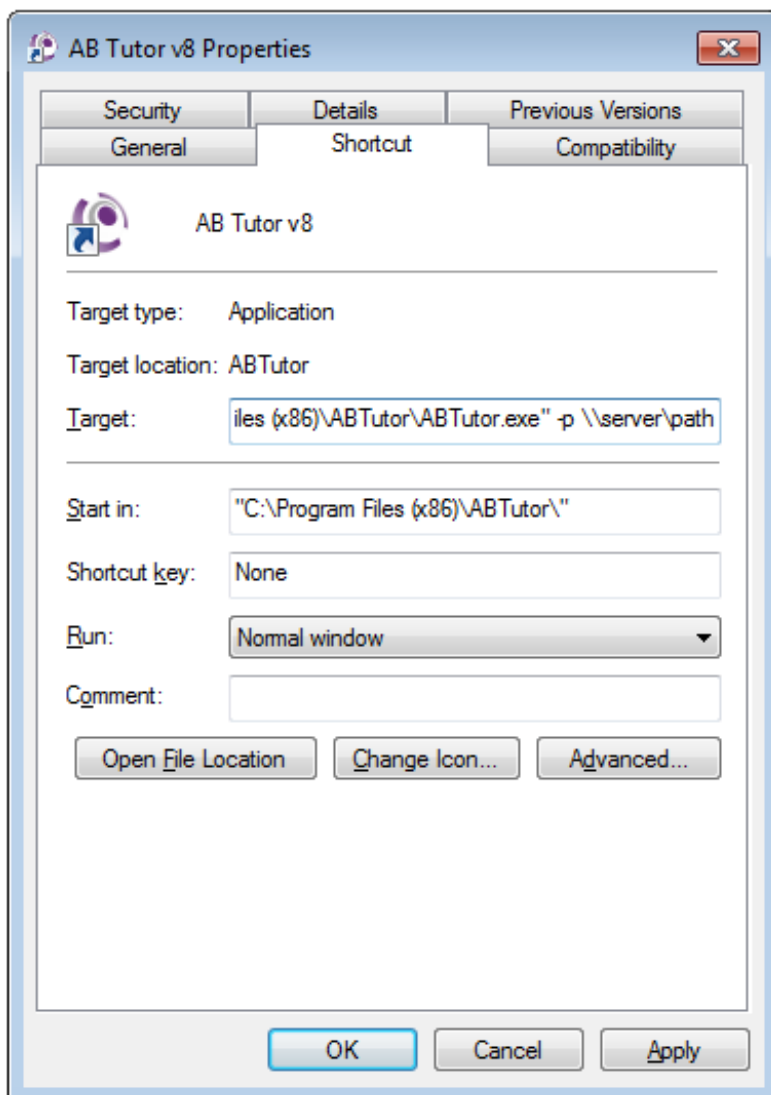 AB Tutor v8 Properties
Security Details Previous Versions
General Shortcut Compatibility
AB Tutor v8
Target type: Application
Target location: ABTutor
Target: iles (x86)\ABTutor\ABTutor.exe" -p \\server\path
Start in: "C:\Program Files (x86)\ABTutor\"
Shortcut key: None
Run: Normal window
Comment:
Open File Location Change Icon... Advanced...
OK Cancel Apply